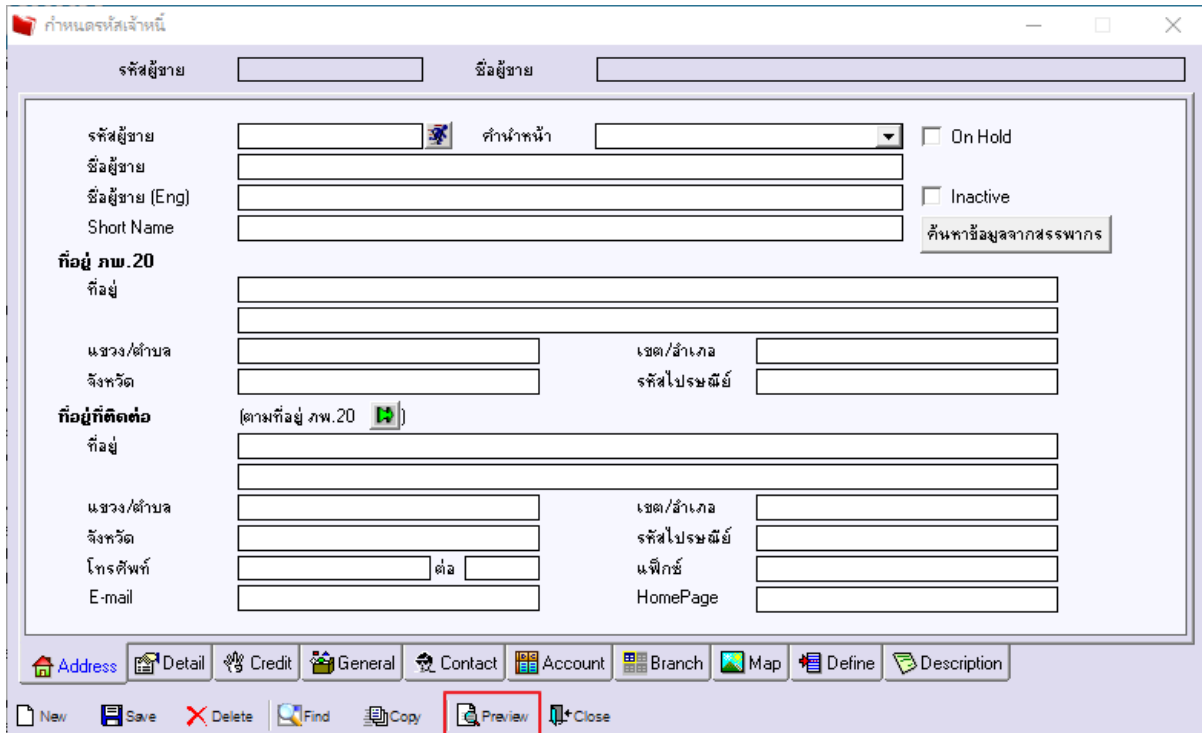 กำหนดรหัสเจ้าหนี้
รหัสผู้ขาย ชื่อผู้ขาย
รหัสผู้ขาย คำนำหน้า On Hold
ชื่อผู้ขาย
ชื่อผู้ขาย (Eng) Inactive
Short Name ค้นหาข้อมูลจากสรรพากร
ที่อยู่ ภพ.20
ที่อยู่
แขวง/ตำบล เขต/อำเภอ
จังหวัด รหัสไปรษณีย์
ที่อยู่ที่ติดต่อ (ตามที่อยู่ ภพ.20 )
ที่อยู่
แขวง/ตำบล เขต/อำเภอ
จังหวัด รหัสไปรษณีย์
โทรศัพท์ ต่อ แฟ็กซ์
E-mail HomePage
Address Detail Credit General Contact Account Branch Map Define Description
New Save Delete Find Copy Preview Close